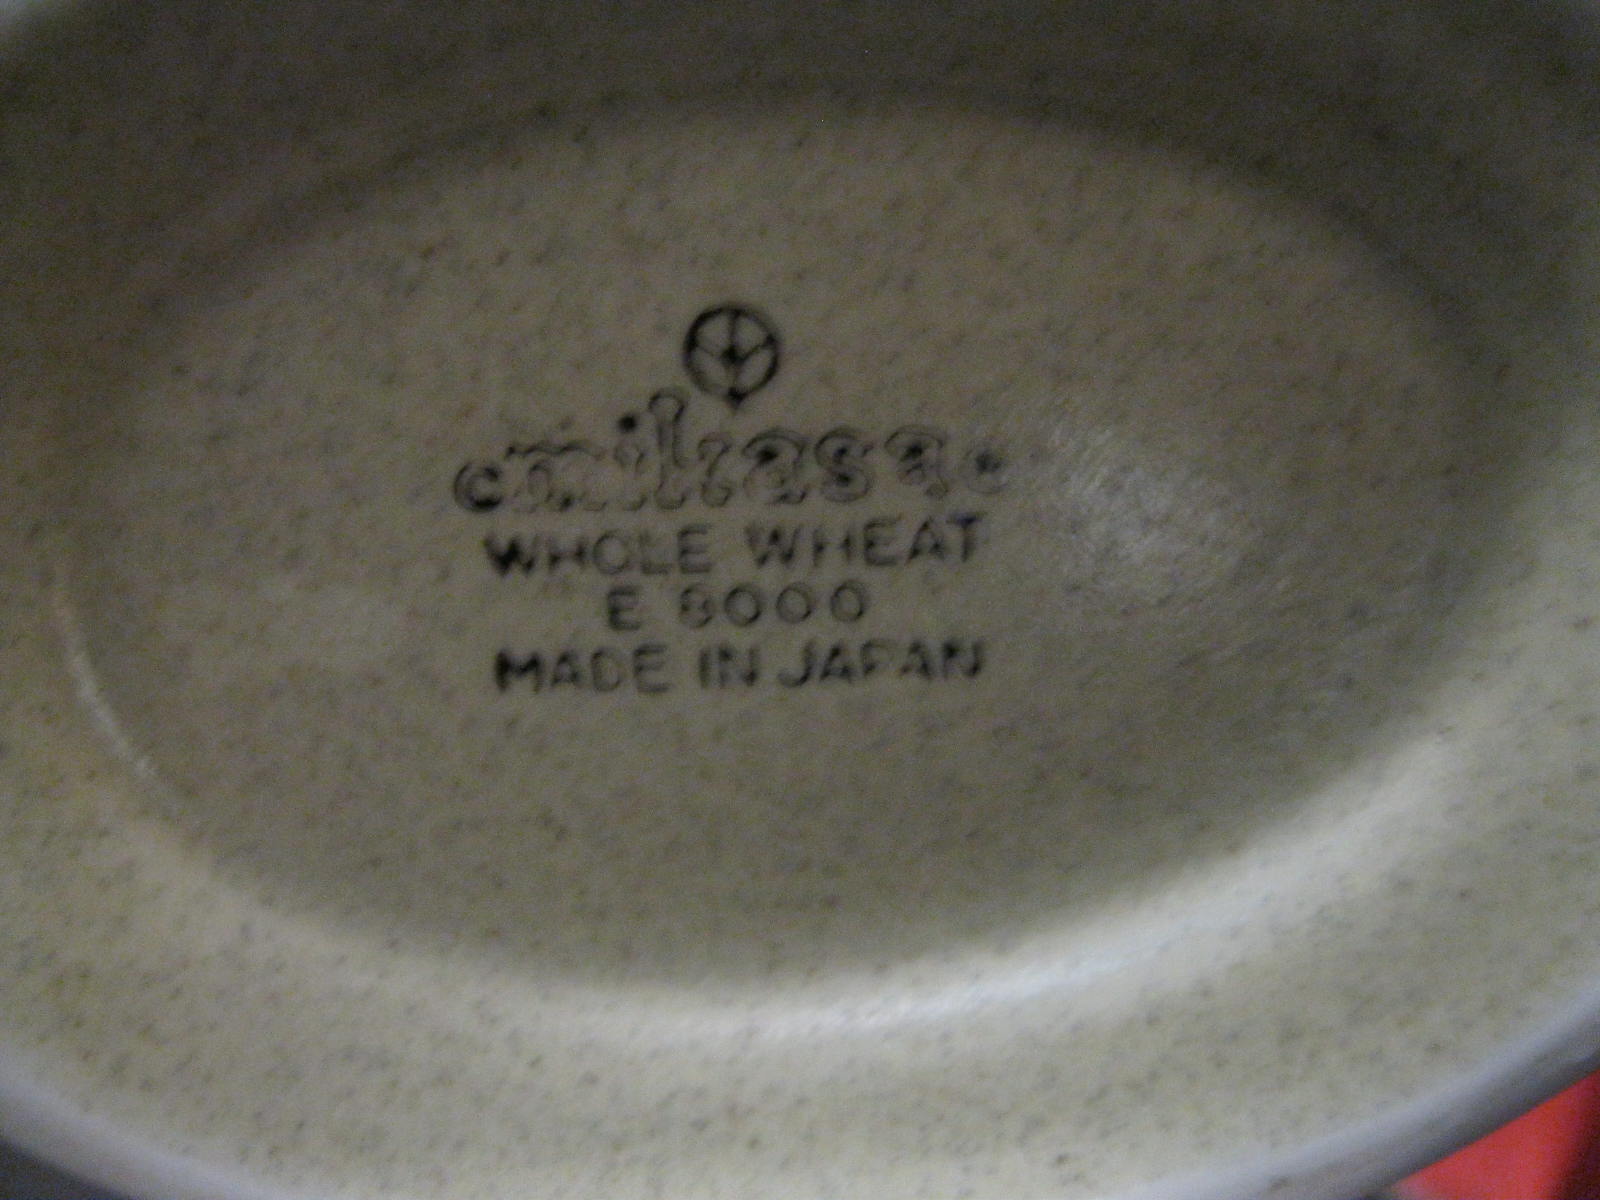 mikasa
WHOLE WHEAT
E 8000
MADE IN JAPAN